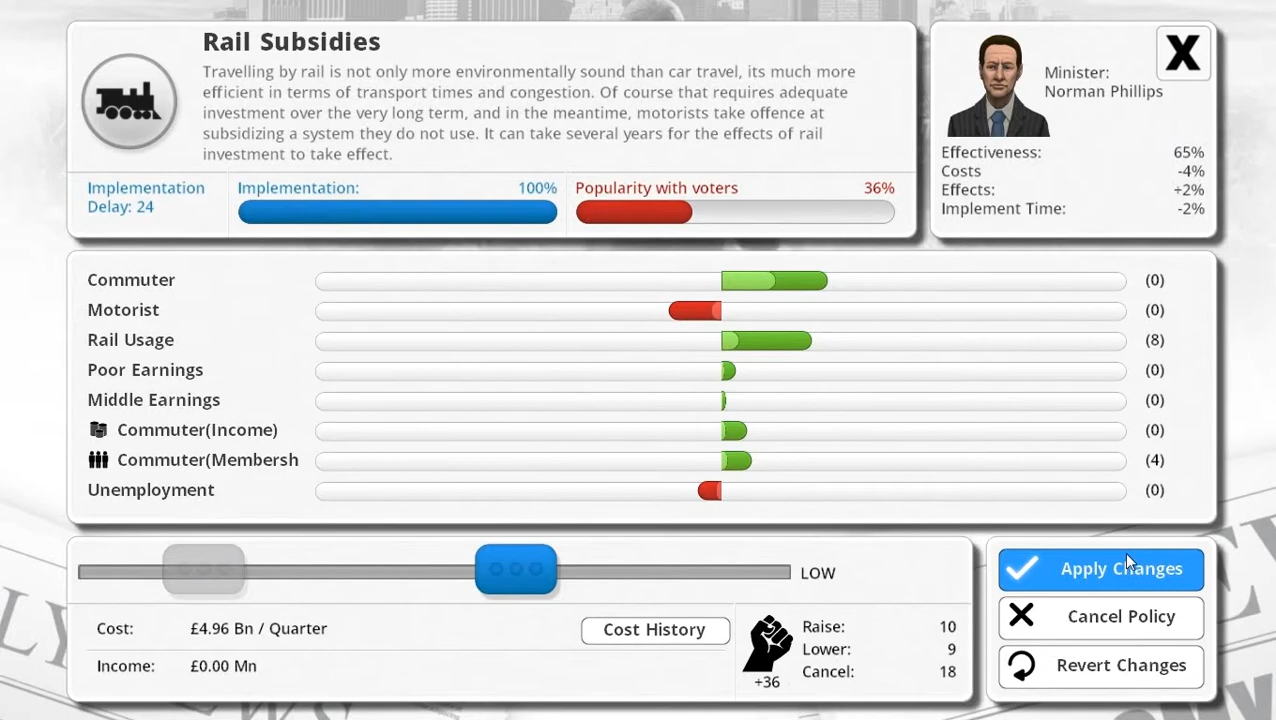 Rail Subsidies
Travelling by rail is not only more environmentally sound than car travel, its much more
efficient in terms of transport times and congestion. Of course that requires adequate
investment over the very long term, and in the meantime, motorists take offence at
subsidizing a system they do not use. It can take several years for the effects of rail
investment to take effect.
Implementation
Delay: 24
Implementation: 100%
Popularity with voters 36%
X
Minister:
Norman Phillips
Effectiveness: 65%
Costs -4%
Effects: +2%
Implement Time: -2%
Commuter (0)
Motorist (0)
Rail Usage (8)
Poor Earnings (0)
Middle Earnings (0)
Commuter(Income) (0)
Commuter(Membersh (4)
Unemployment (0)
LOW
Cost: £4.96 Bn / Quarter
Cost History
Income: £0.00 Mn
+36
Raise: 10
Lower: 9
Cancel: 18
Apply Changes
Cancel Policy
Revert Changes